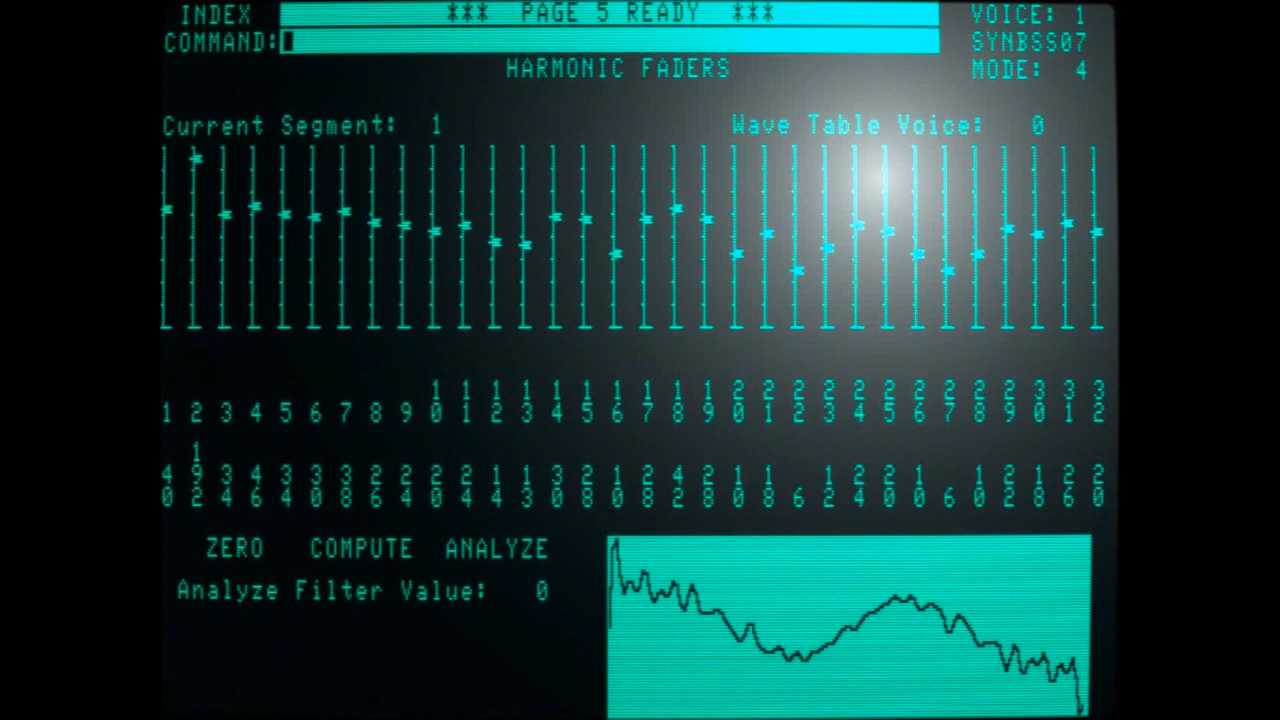 INDEX *** PAGE 5 READY *** VOICE: 1
COMMAND: SYNBSS07
HARMONIC FADERS MODE: 4
Current Segment: 1 Wave Table Voice: 0
1 2 3 4 5 6 7 8 9 10 11 12 13 14 15 16 17 18 19 20 21 22 23 24 25 26 27 28 29 30 31 32
40 192 34 46 34 30 38 26 24 20 24 14 13 30 28 10 28 42 28 10 18 6 12 24 20 10 6 10 22 18 26 20
ZERO COMPUTE ANALYZE
Analyze Filter Value: 0